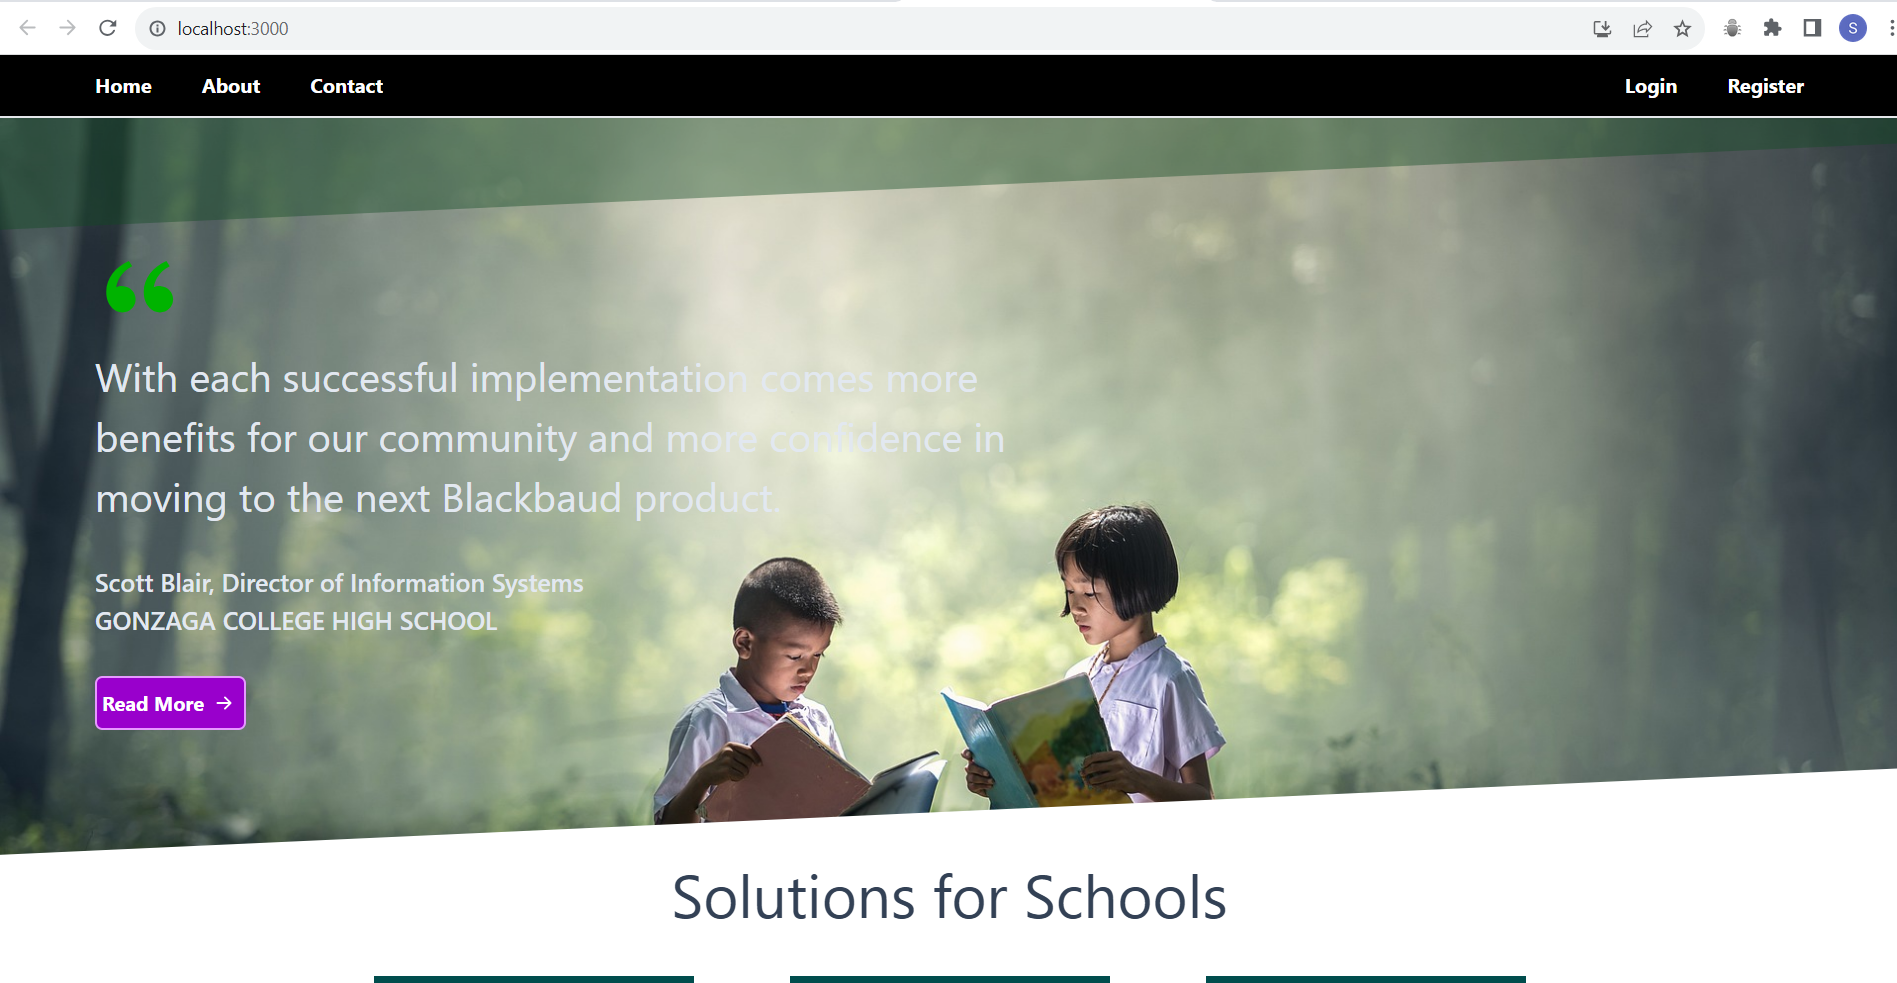 localhost:3000
S
Home About Contact Login Register
“
With each successful implementation comes more
benefits for our community and more confidence in
moving to the next Blackbaud product.
Scott Blair, Director of Information Systems
GONZAGA COLLEGE HIGH SCHOOL
Read More →
Solutions for Schools